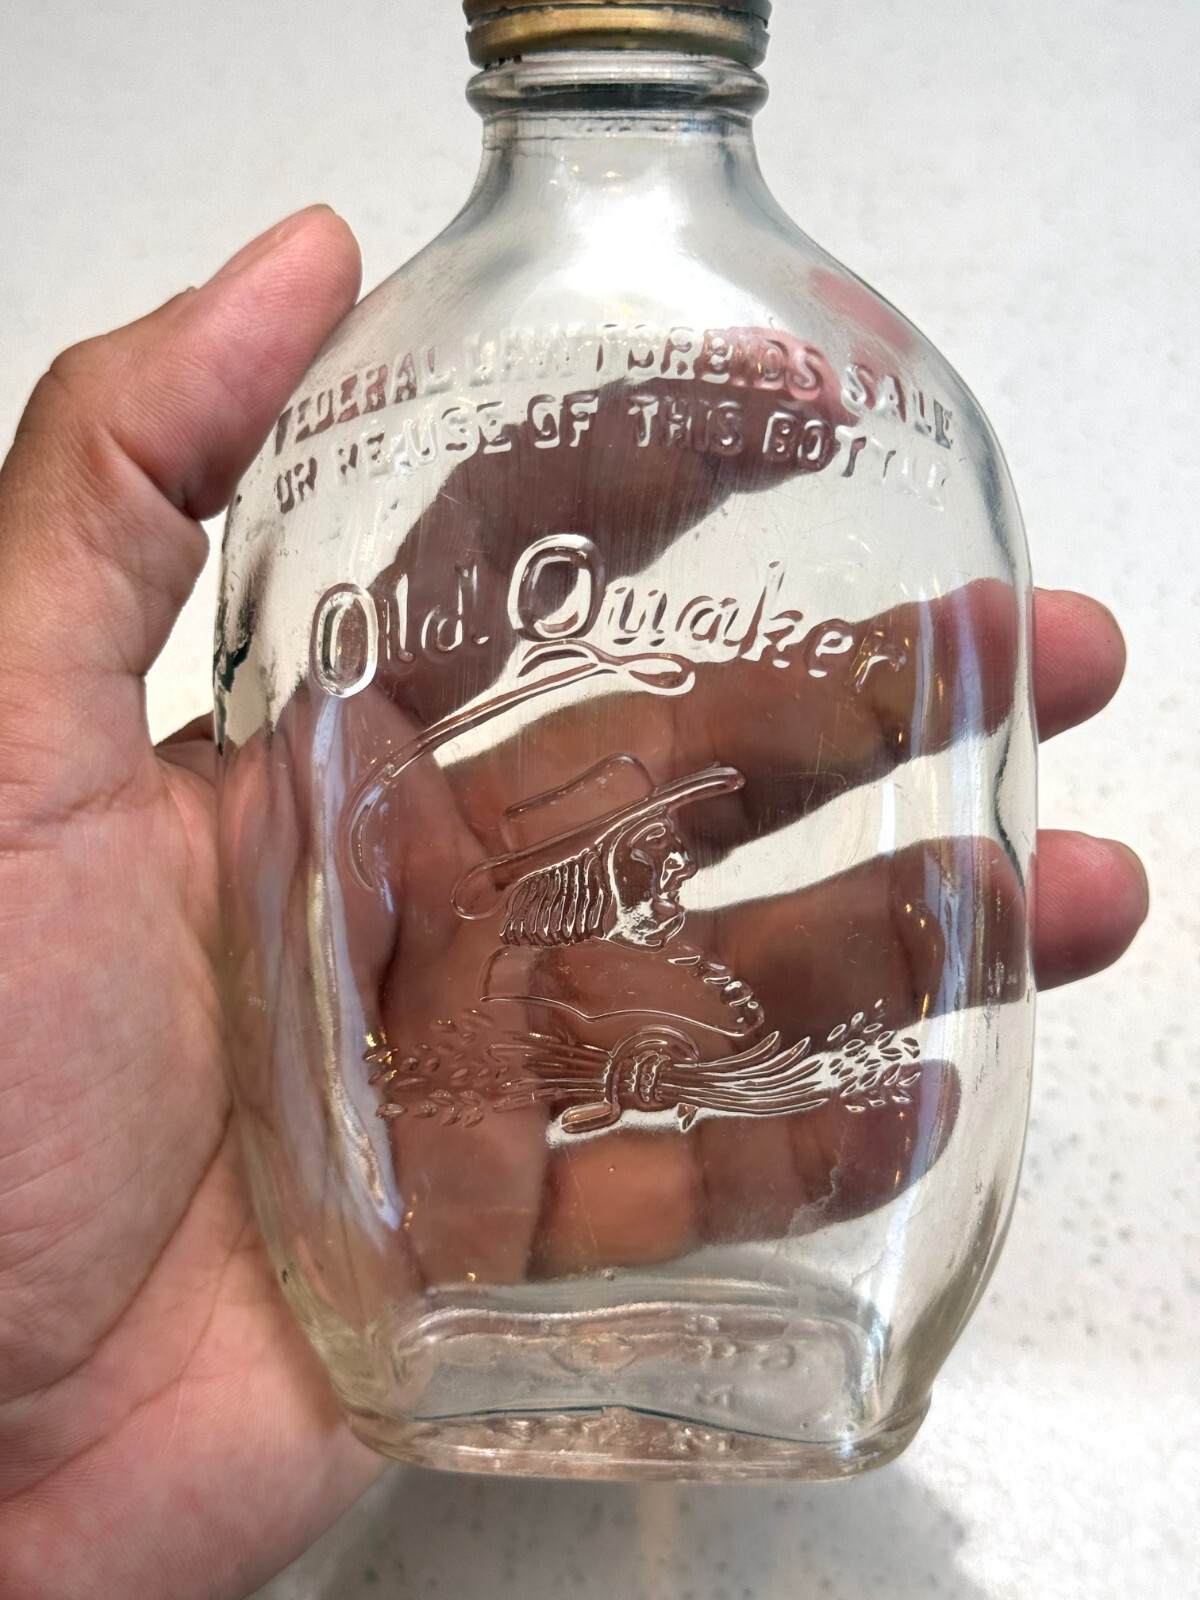 FEDERAL LAW FORBIDS SALE
OR RE-USE OF THIS BOTTLE
Old Quaker